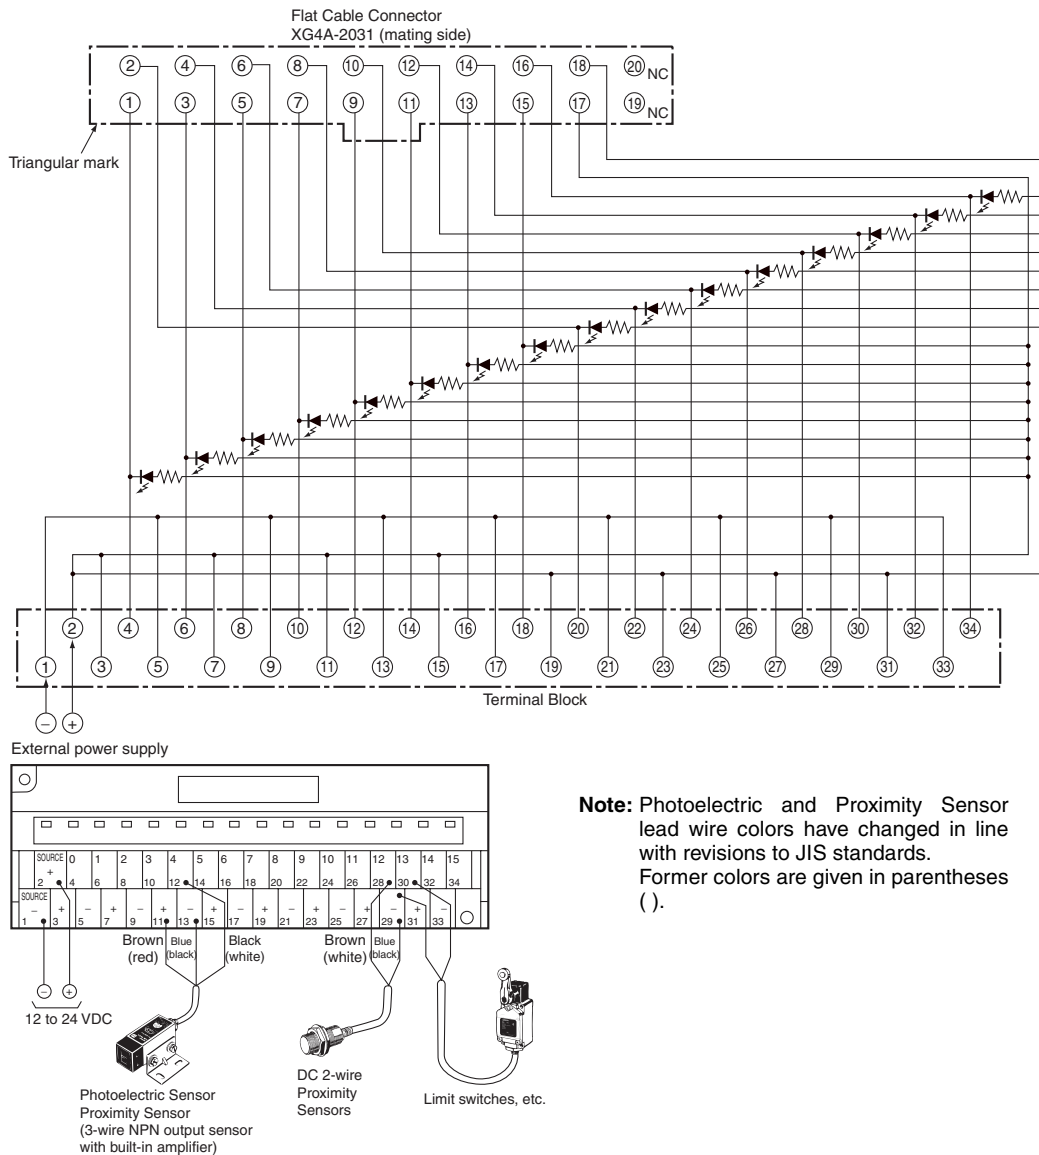 Flat Cable Connector
XG4A-2031 (mating side)
2 4 6 8 10 12 14 16 18 20 NC
1 3 5 7 9 11 13 15 17 19 NC
Triangular mark
2 4 6 8 10 12 14 16 18 20 22 24 26 28 30 32 34
1 3 5 7 9 11 13 15 17 19 21 23 25 27 29 31 33
Terminal Block
− +
External power supply
SOURCE 0 1 2 3 4 5 6 7 8 9 10 11 12 13 14 15
+
2 4 6 8 10 12 14 16 18 20 22 24 26 28 30 32 34
SOURCE
− + − + − + − + − + − + − + − + −
1 3 5 7 9 11 13 15 17 19 21 23 25 27 29 31 33
Brown
(red)
Blue
(black)
Black
(white)
Brown
(white)
Blue
(black)
− +
12 to 24 VDC
Photoelectric Sensor
Proximity Sensor
(3-wire NPN output sensor
with built-in amplifier)
DC 2-wire
Proximity
Sensors
Limit switches, etc.
Note: Photoelectric and Proximity Sensor
lead wire colors have changed in line
with revisions to JIS standards.
Former colors are given in parentheses
( ).